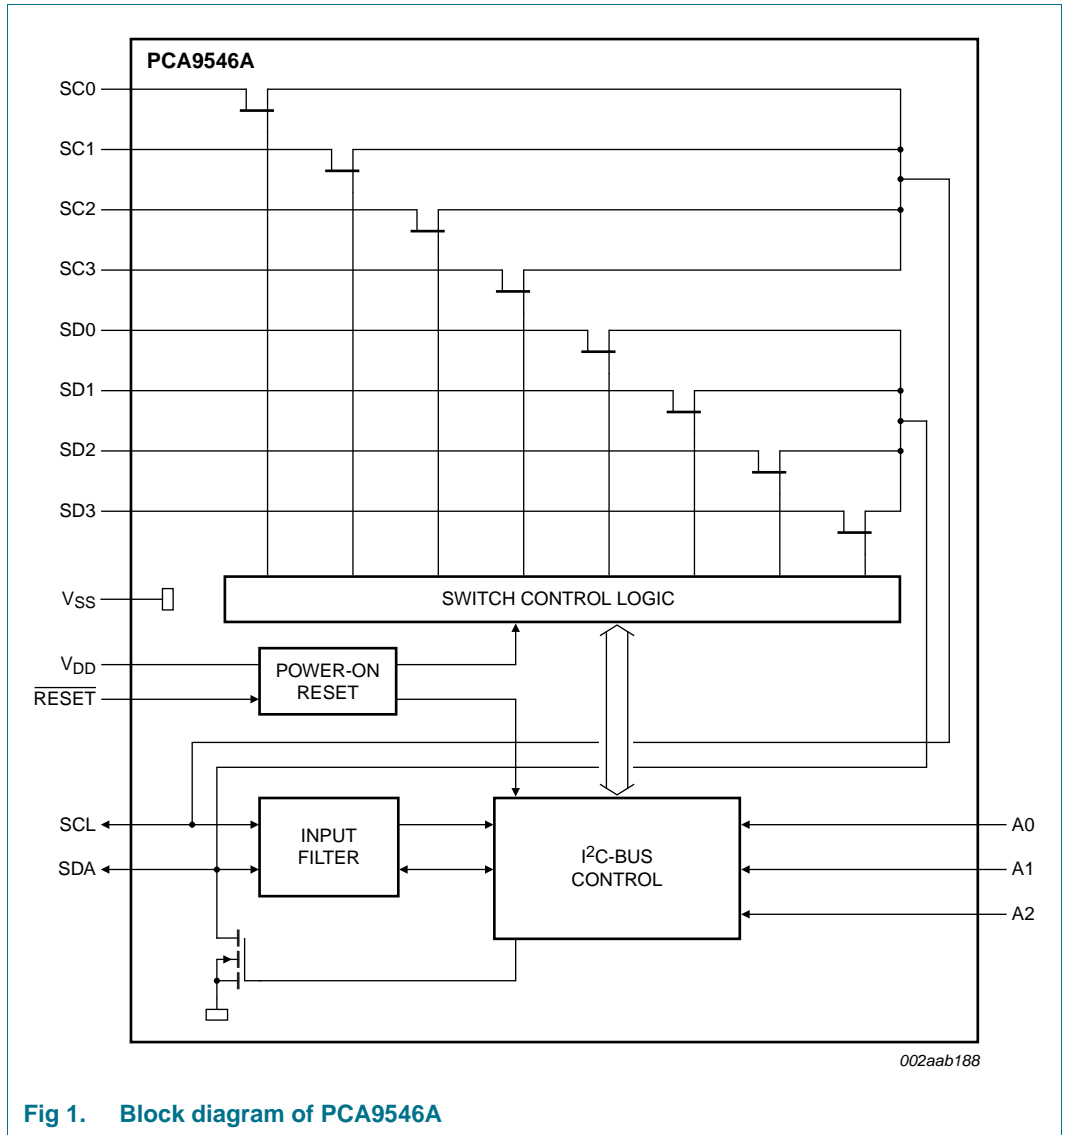 PCA9546A
SC0
SC1
SC2
SC3
SD0
SD1
SD2
SD3
VSS
SWITCH CONTROL LOGIC
VDD
RESET
POWER-ON
RESET
SCL
SDA
INPUT
FILTER
I2C-BUS
CONTROL
A0
A1
A2
002aab188
Fig 1. Block diagram of PCA9546A